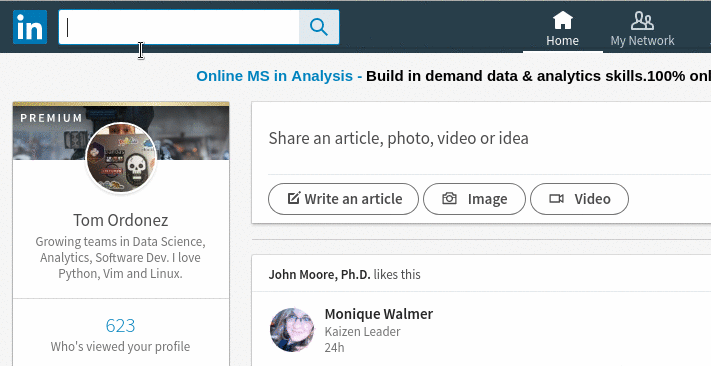 in
Home
My Network
Online MS in Analysis - Build in demand data & analytics skills.100% onl
PREMIUM
Tom Ordonez
Growing teams in Data Science,
Analytics, Software Dev. I love
Python, Vim and Linux.
623
Who's viewed your profile
Share an article, photo, video or idea
Write an article
Image
Video
John Moore, Ph.D. likes this
Monique Walmer
Kaizen Leader
24h